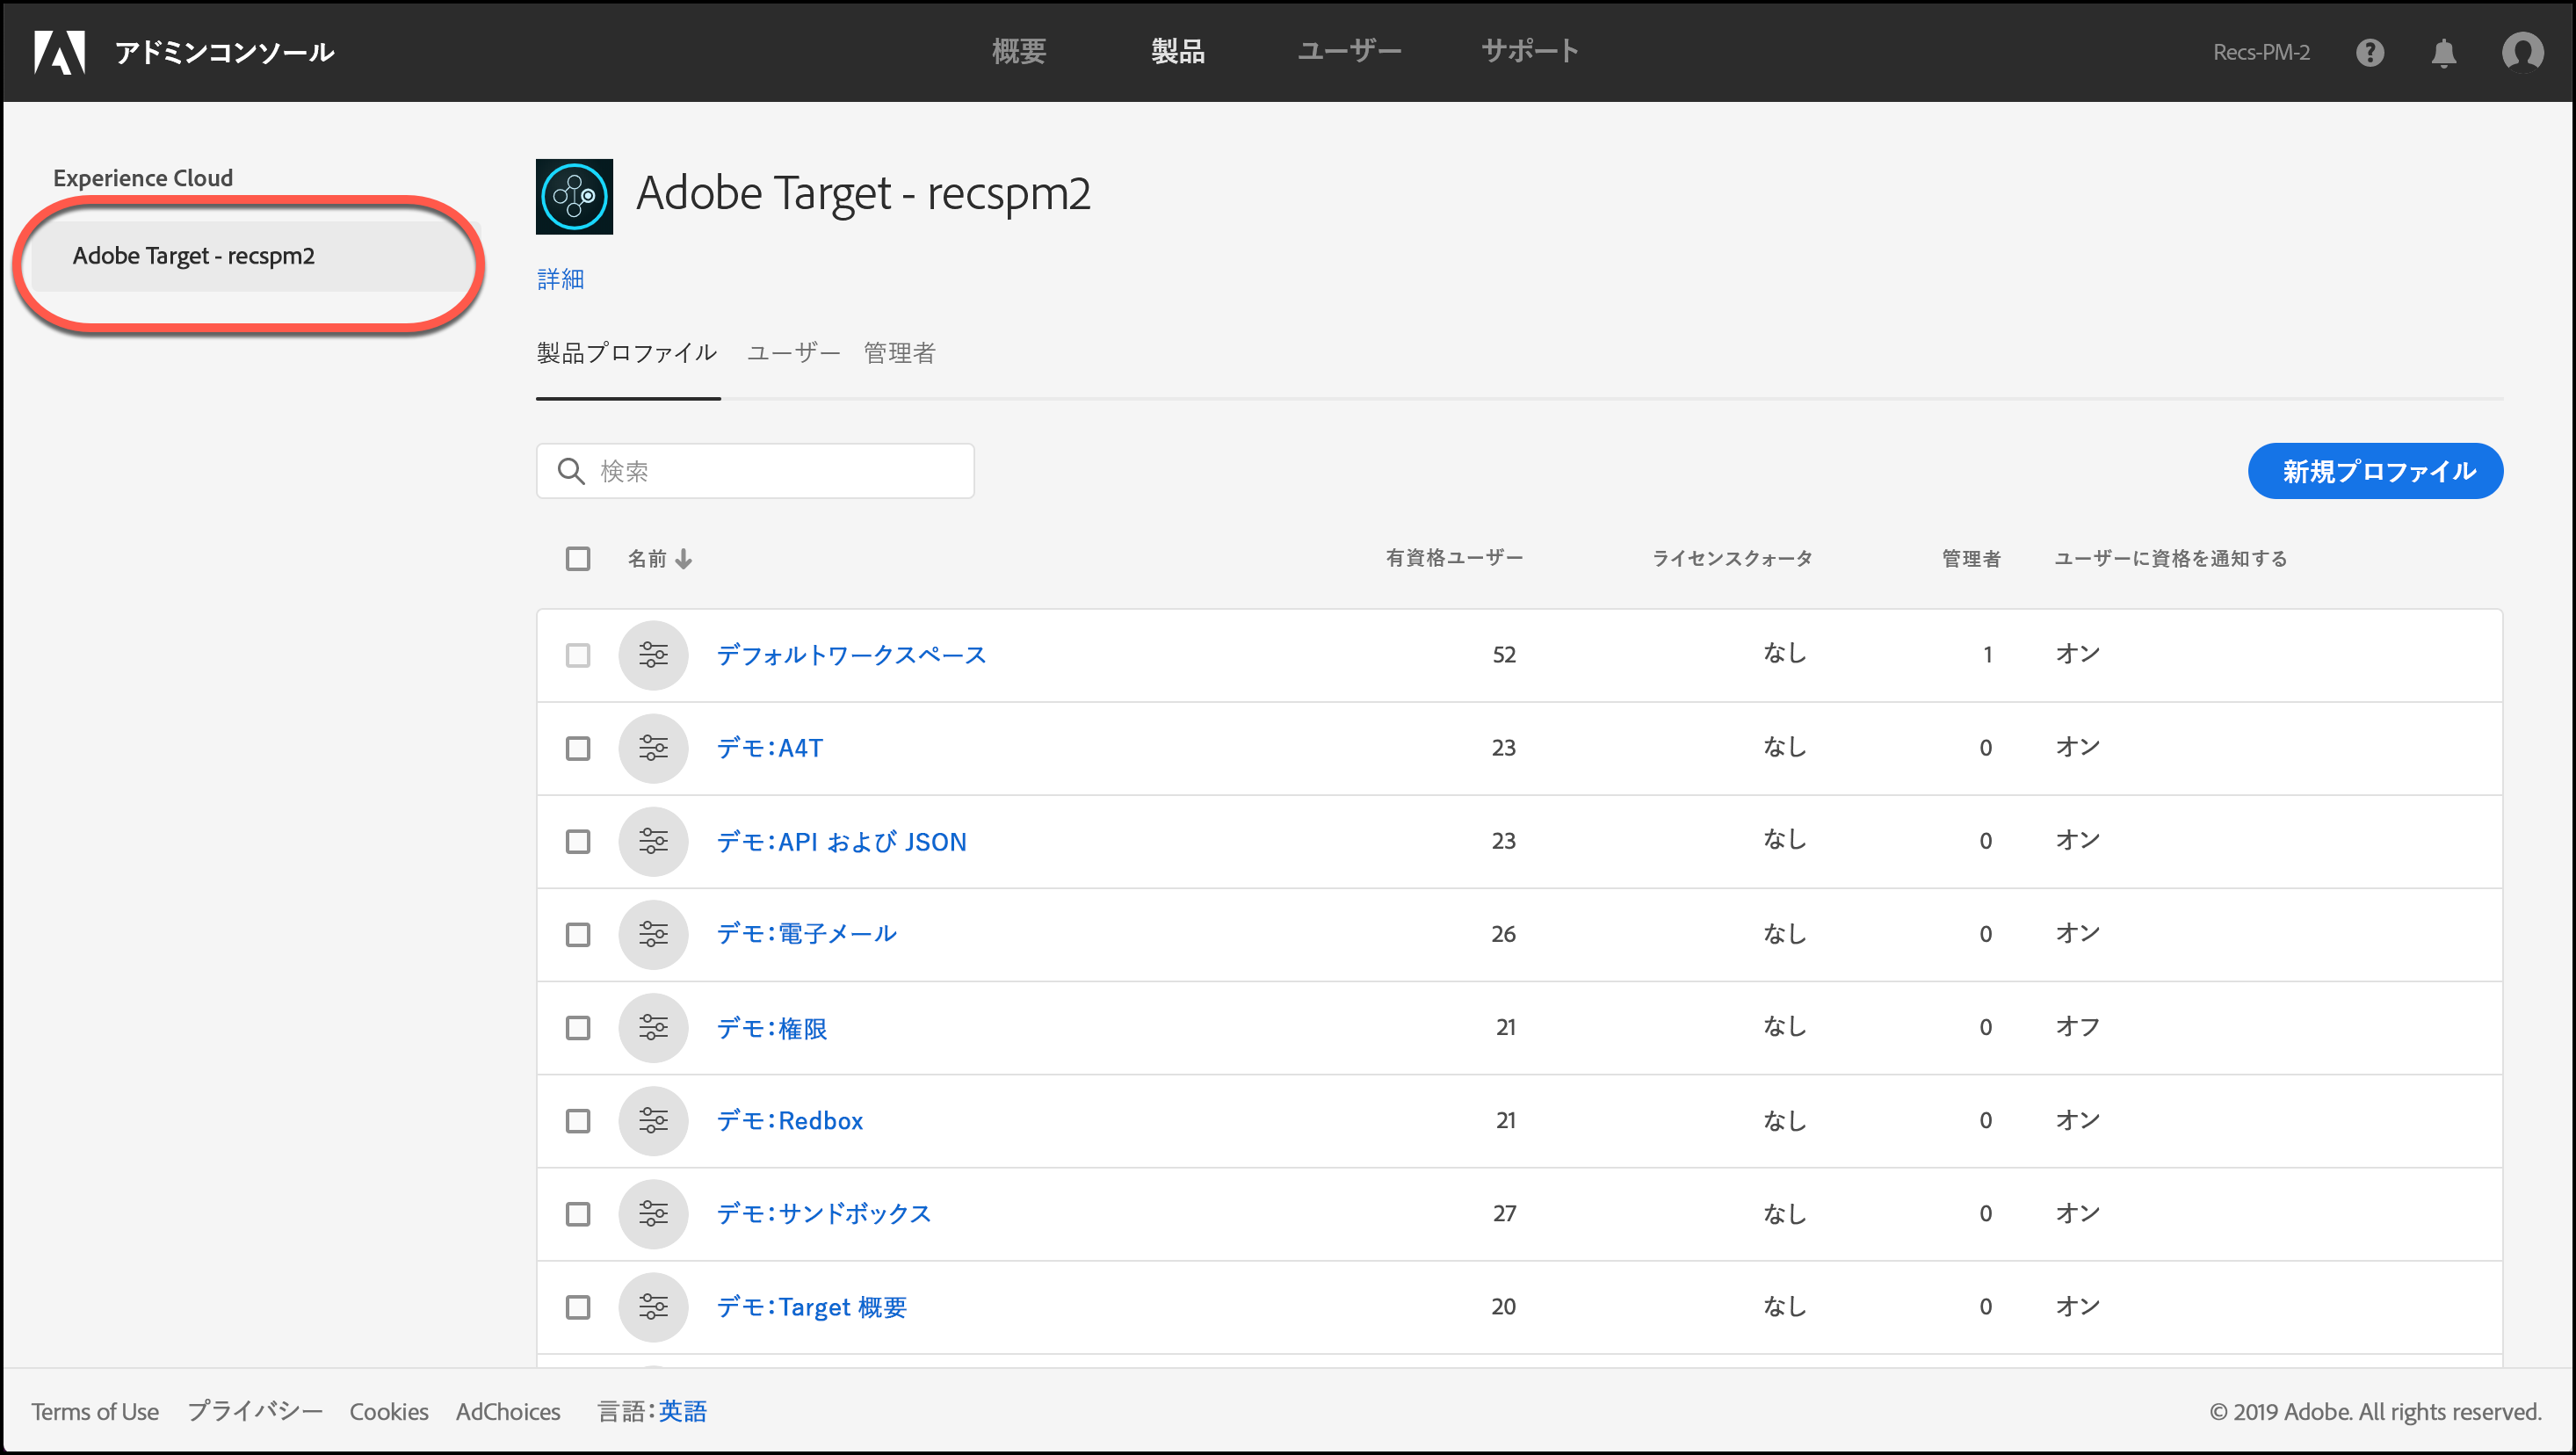 アドミンコンソール 概要 製品 ユーザー サポート Recs-PM-2
Experience Cloud
Adobe Target - recspm2
Adobe Target - recspm2
詳細
製品プロファイル ユーザー 管理者
検索 新規プロファイル
名前 有資格ユーザー ライセンスクォータ 管理者 ユーザーに資格を通知する
デフォルトワークスペース 52 なし 1 オン
デモ：A4T 23 なし 0 オン
デモ：API および JSON 23 なし 0 オン
デモ：電子メール 26 なし 0 オン
デモ：権限 21 なし 0 オフ
デモ：Redbox 21 なし 0 オン
デモ：サンドボックス 27 なし 0 オン
デモ：Target 概要 20 なし 0 オン
Terms of Use プライバシー Cookies AdChoices 言語：英語 © 2019 Adobe. All rights reserved.